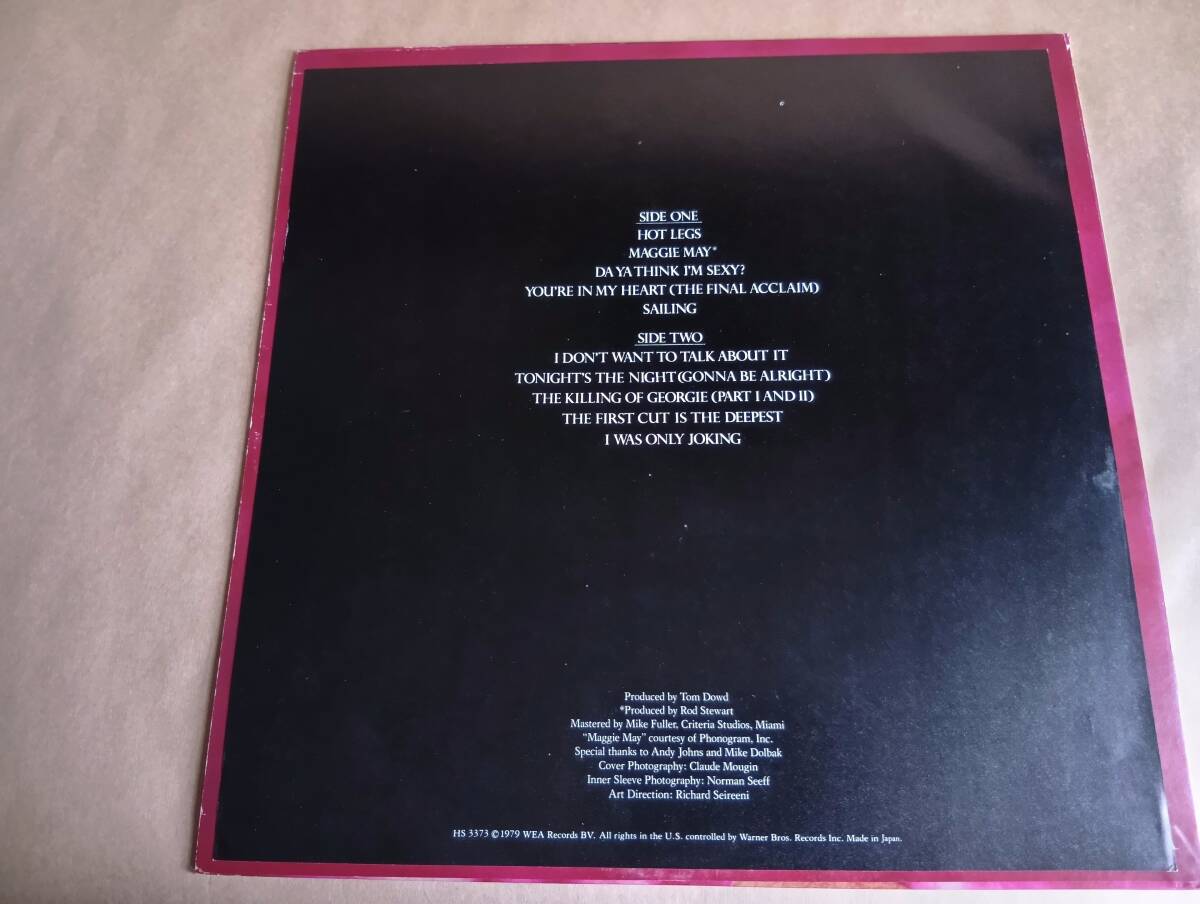 SIDE ONE
HOT LEGS
MAGGIE MAY*
DA YA THINK I'M SEXY?
YOU'RE IN MY HEART (THE FINAL ACCLAIM)
SAILING
SIDE TWO
I DON'T WANT TO TALK ABOUT IT
TONIGHT'S THE NIGHT (GONNA BE ALRIGHT)
THE KILLING OF GEORGIE (PART I AND II)
THE FIRST CUT IS THE DEEPEST
I WAS ONLY JOKING
Produced by Tom Dowd
*Produced by Rod Stewart
Mastered by Mike Fuller, Criteria Studios, Miami
“Maggie May” courtesy of Phonogram, Inc.
Special thanks to Andy Johns and Mike Dolbak
Cover Photography: Claude Mougin
Inner Sleeve Photography: Norman Seeff
Art Direction: Richard Seireeni
HS 3373 ©1979 WEA Records BV. All rights in the U.S. controlled by Warner Bros. Records Inc. Made in Japan.